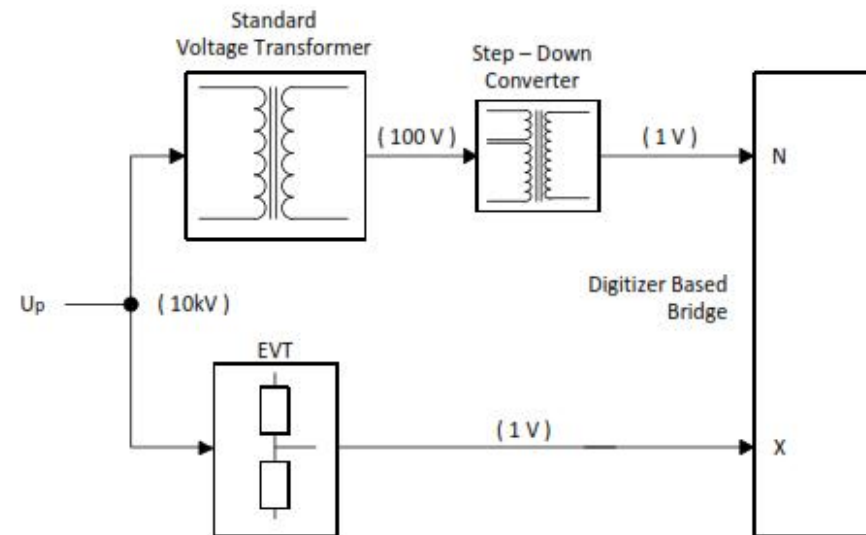 Standard
Voltage Transformer
Step – Down
Converter
( 100 V )
( 1 V )
N
Digitizer Based
Bridge
Up
( 10kV )
EVT
( 1 V )
X